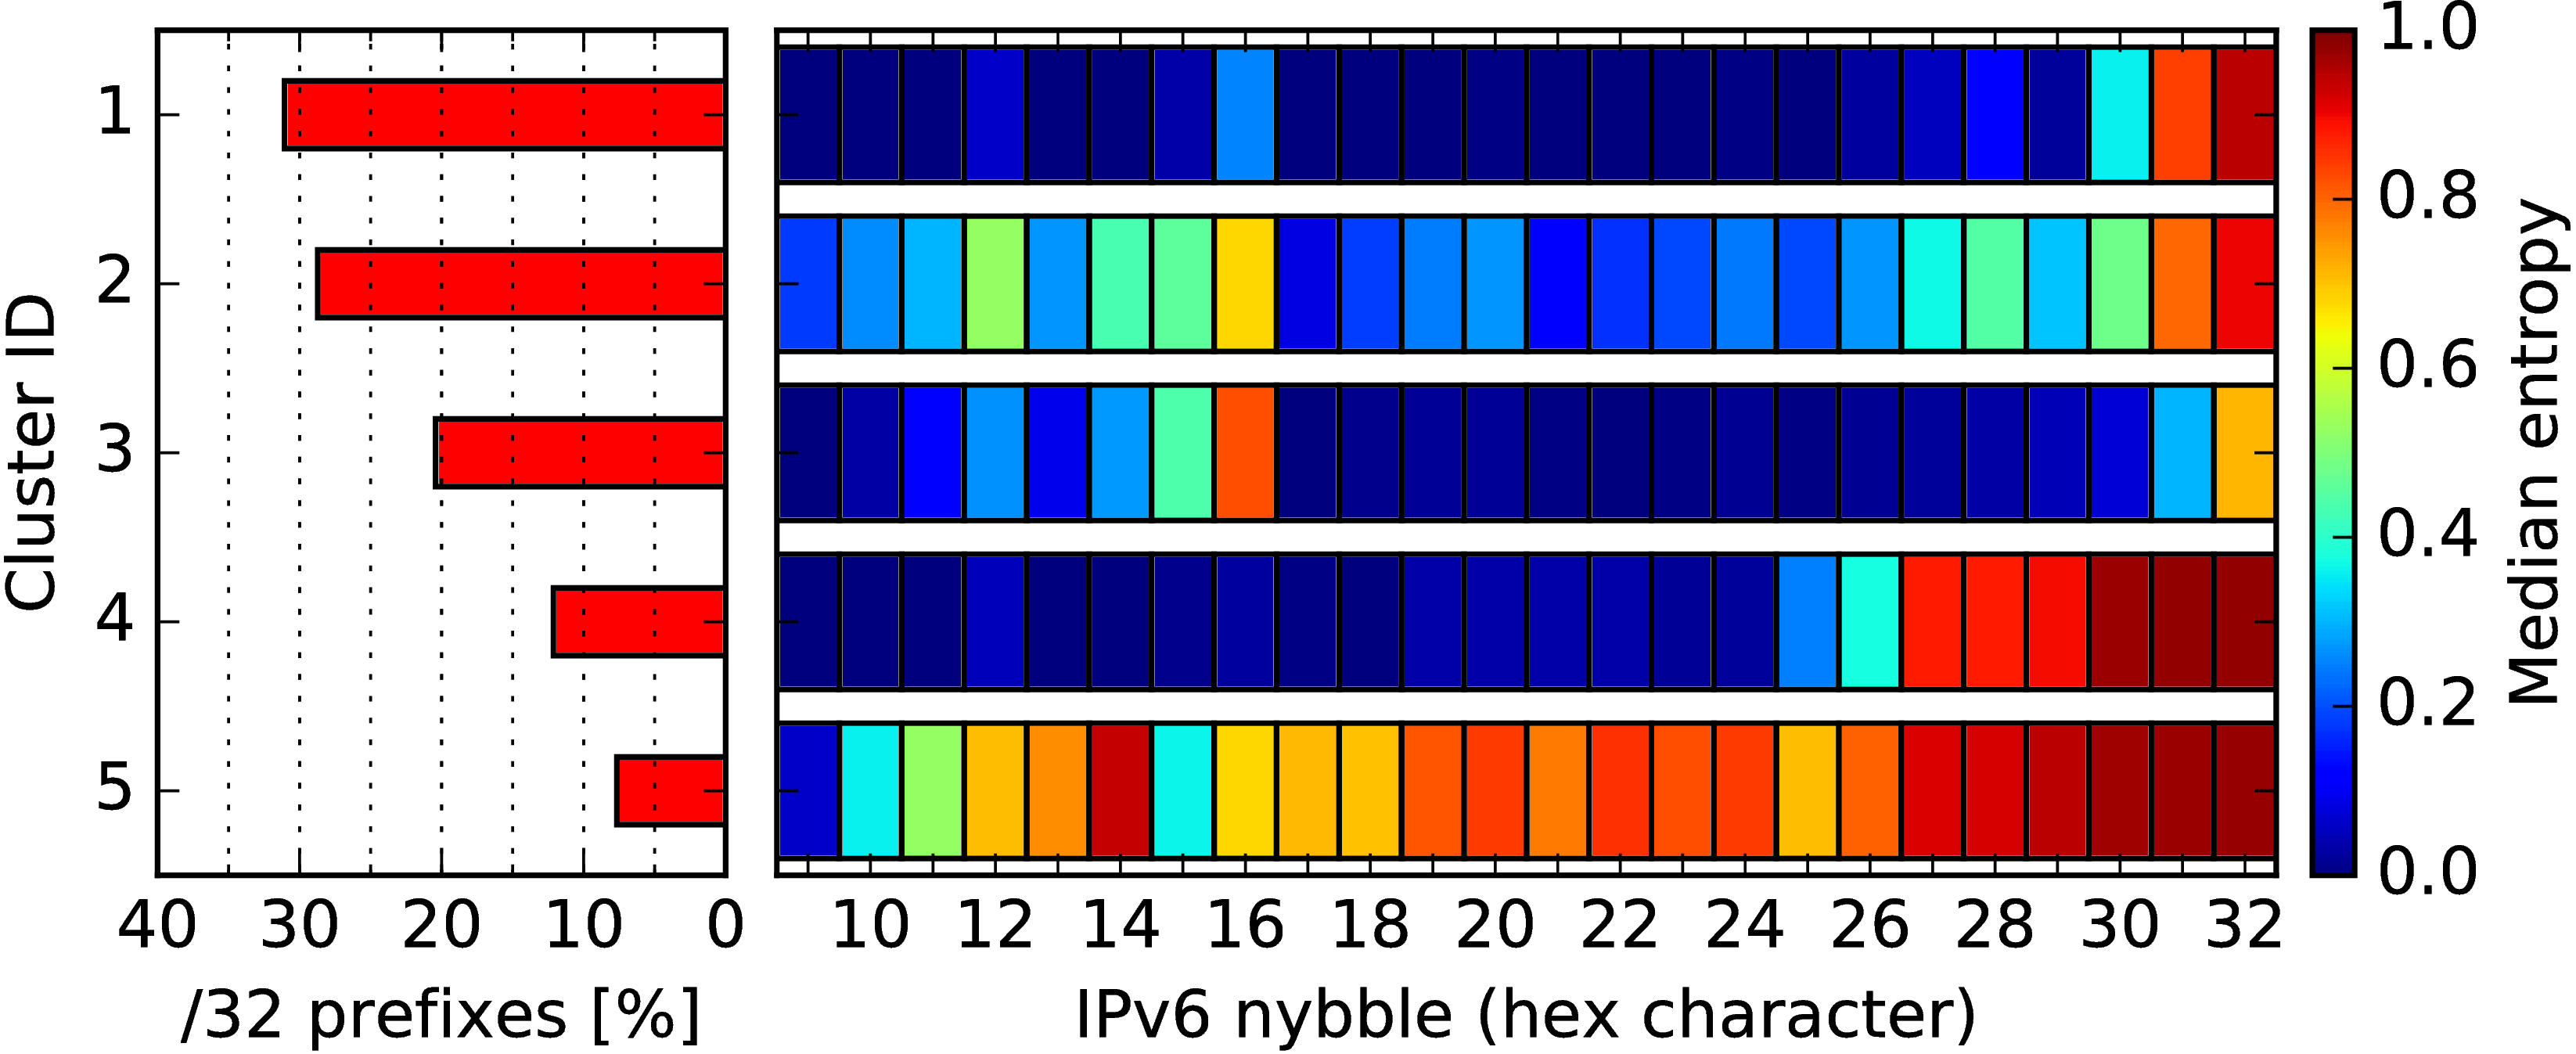 Cluster ID
1
2
3
4
5
40 30 20 10 0
/32 prefixes [%]
10 12 14 16 18 20 22 24 26 28 30 32
IPv6 nybble (hex character)
1.0
0.8
0.6
0.4
0.2
0.0
Median entropy